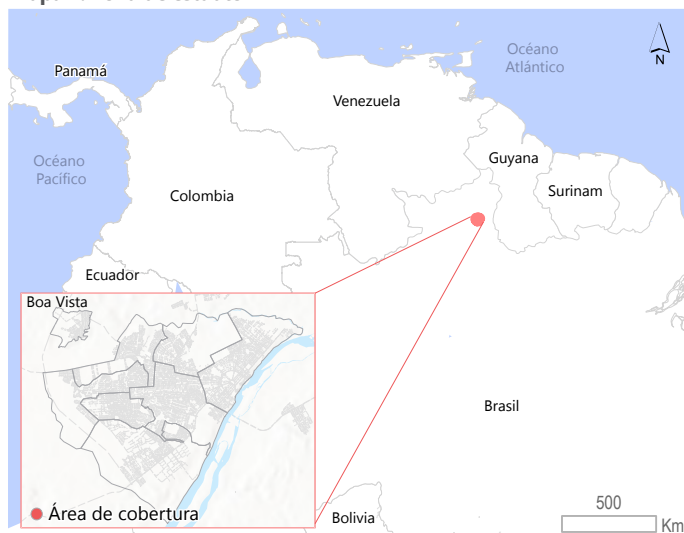 Océano
Atlántico
N
Panamá
Venezuela
Guyana
Océano
Pacífico
Surinam
Colombia
Ecuador
Boa Vista
Brasil
Área de cobertura
Bolivia
500
Km